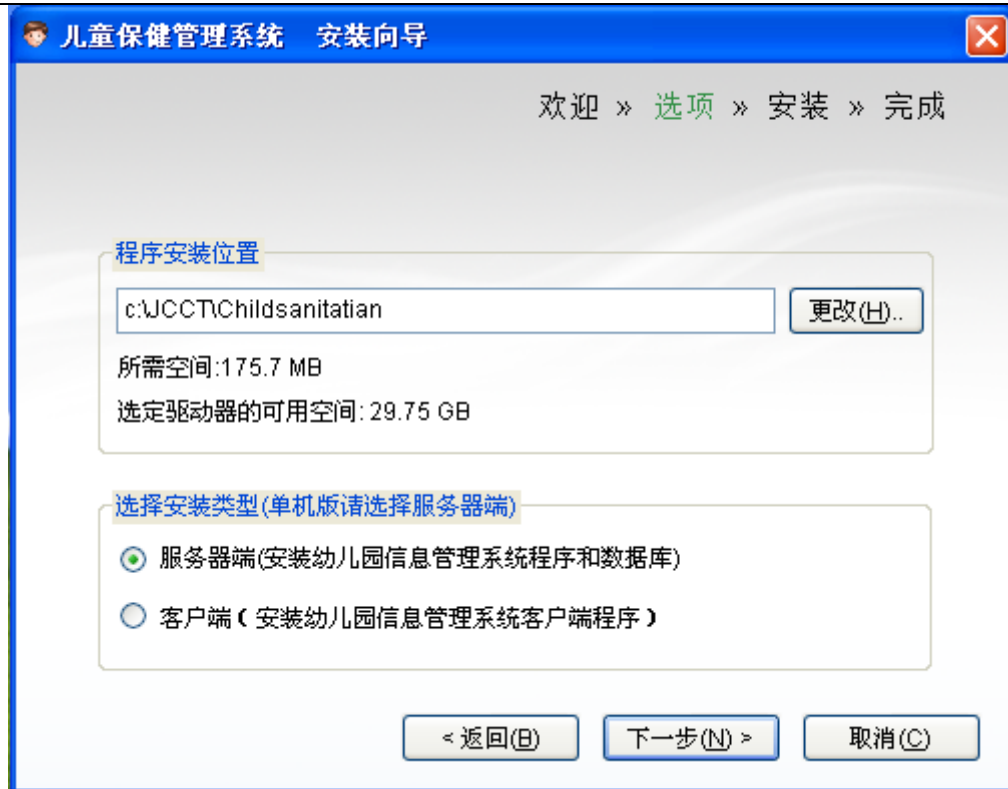 儿童保健管理系统 安装向导
欢迎 » 选项 » 安装 » 完成
程序安装位置
c:\JCCT\Childsanitatian
更改(H)..
所需空间:175.7 MB
选定驱动器的可用空间: 29.75 GB
选择安装类型(单机版请选择服务器端)
服务器端(安装幼儿园信息管理系统程序和数据库)
客户端（安装幼儿园信息管理系统客户端程序）
< 返回(B)
下一步(N) >
取消(C)